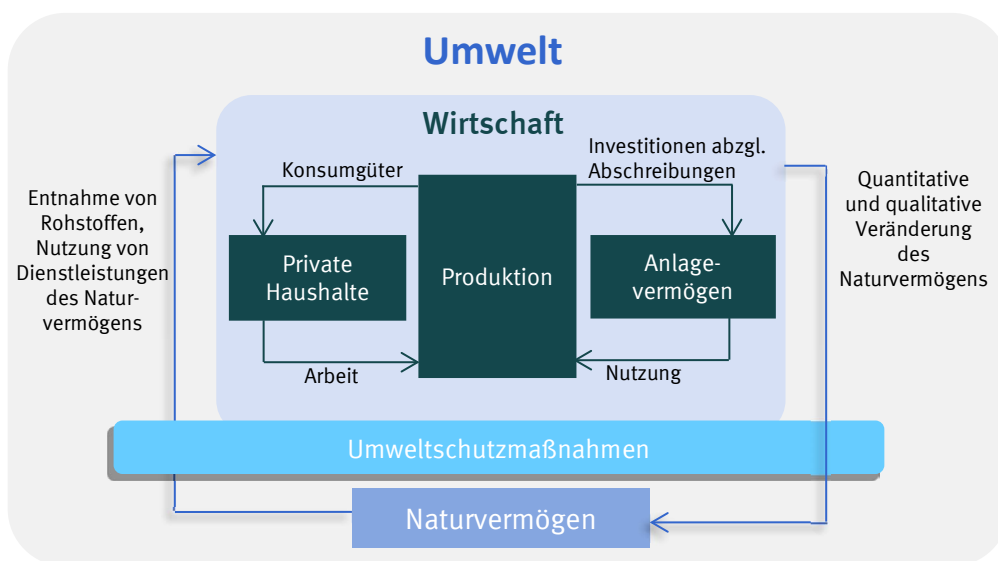 Umwelt
Wirtschaft
Konsumgüter
Investitionen abzgl.
Abschreibungen
Entnahme von
Rohstoffen,
Nutzung von
Dienstleistungen
des Natur-
vermögens
Private
Haushalte
Produktion
Anlage-
vermögen
Quantitative
und qualitative
Veränderung
des
Naturvermögens
Arbeit
Nutzung
Umweltschutzmaßnahmen
Naturvermögen